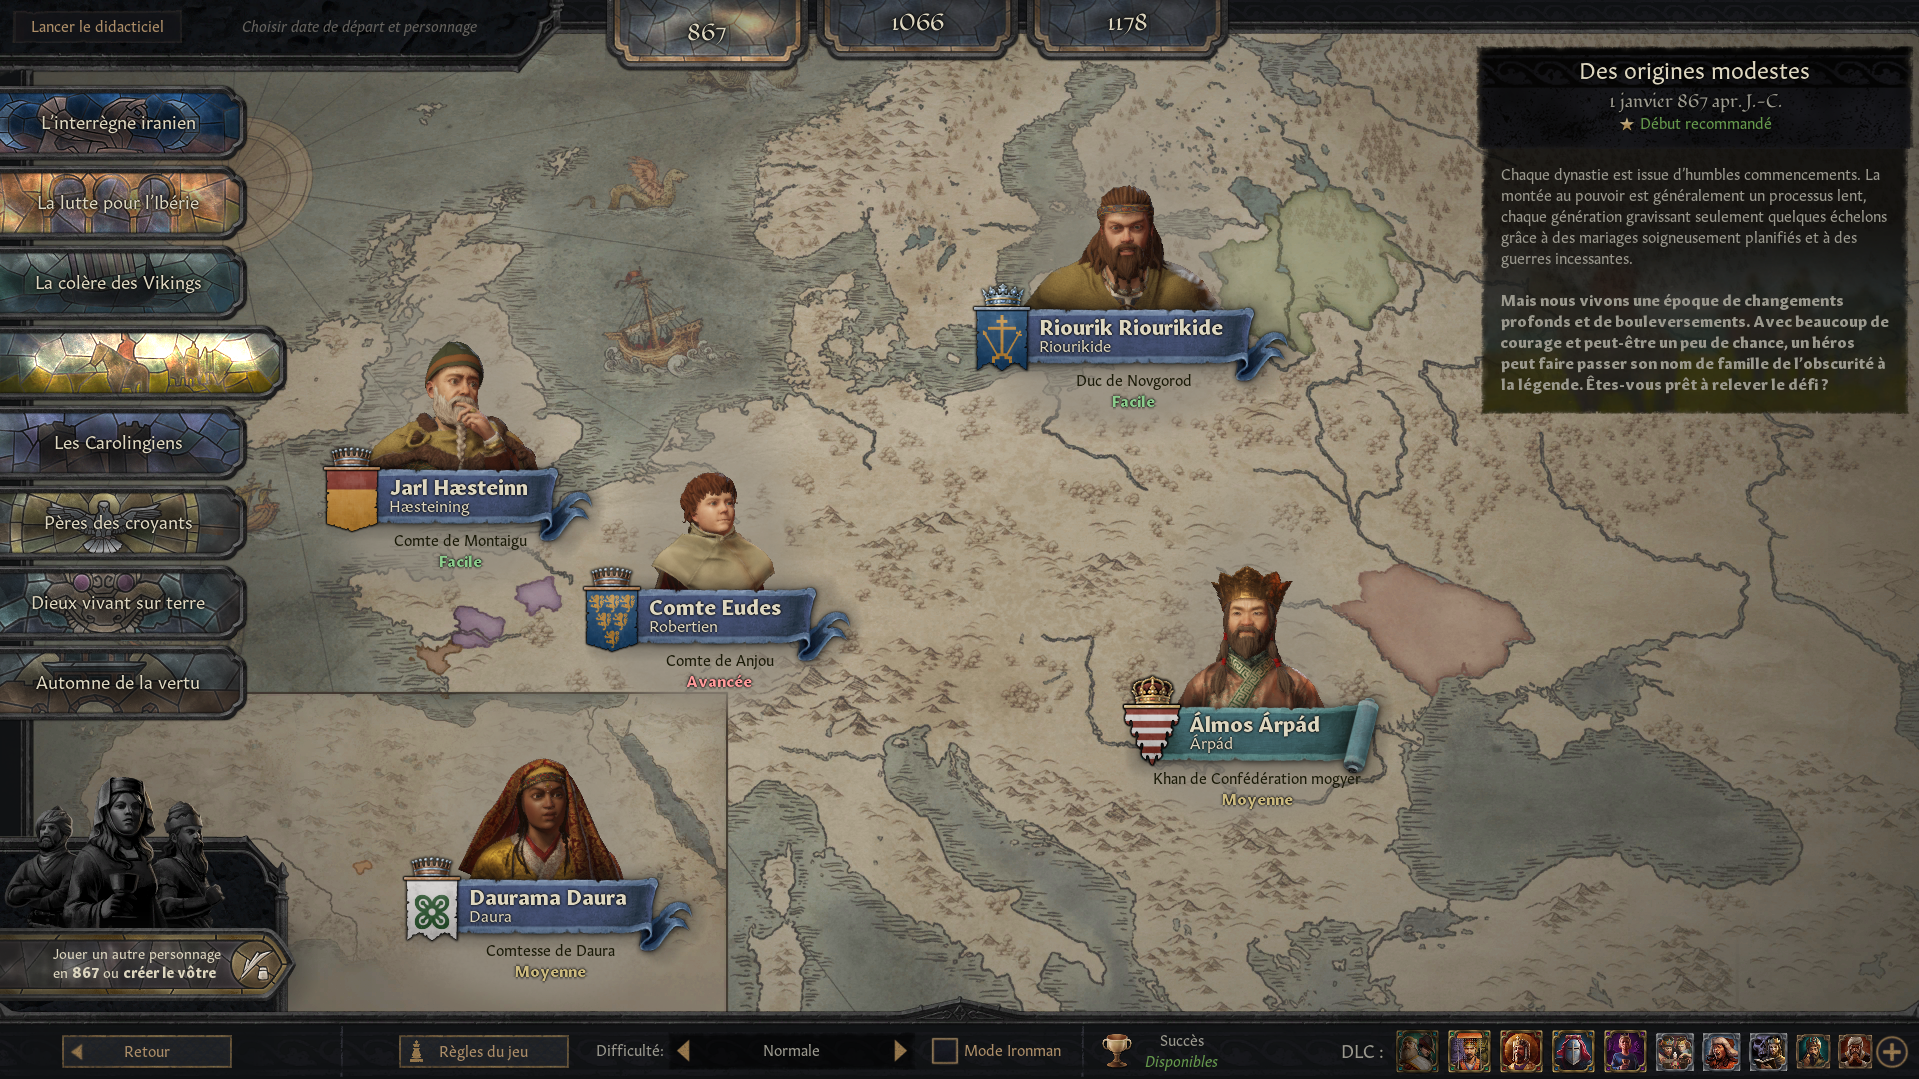 Lancer le didacticiel
Choisir date de départ et personnage
867
1066
1178
L'interrègne iranien
La lutte pour l'Ibérie
La colère des Vikings
Les Carolingiens
Pères des croyants
Dieux vivant sur terre
Automne de la vertu
Des origines modestes
1 janvier 867 apr. J.-C.
Début recommandé
Chaque dynastie est issue d'humbles commencements. La
montée au pouvoir est généralement un processus lent,
chaque génération gravissant seulement quelques échelons
grâce à des mariages soigneusement planifiés et à des
guerres incessantes.
Mais nous vivons une époque de changements
profonds et de bouleversements. Avec beaucoup de
courage et peut-être un peu de chance, un héros
peut faire passer son nom de famille de l'obscurité à
la légende. Êtes-vous prêt à relever le défi ?
Riourik Riourikide
Riourikide
Duc de Novgorod
Facile
Jarl Hæsteinn
Hæsteining
Comte de Montaigu
Facile
Comte Eudes
Robertien
Comte de Anjou
Avancée
Álmos Árpád
Árpád
Khan de Confédération mogyer
Moyenne
Daurama Daura
Daura
Comtesse de Daura
Moyenne
Jouer un autre personnage
en 867 ou créer le vôtre
Retour
Règles du jeu
Difficulté:
Normale
Mode Ironman
Succès
Disponibles
DLC :